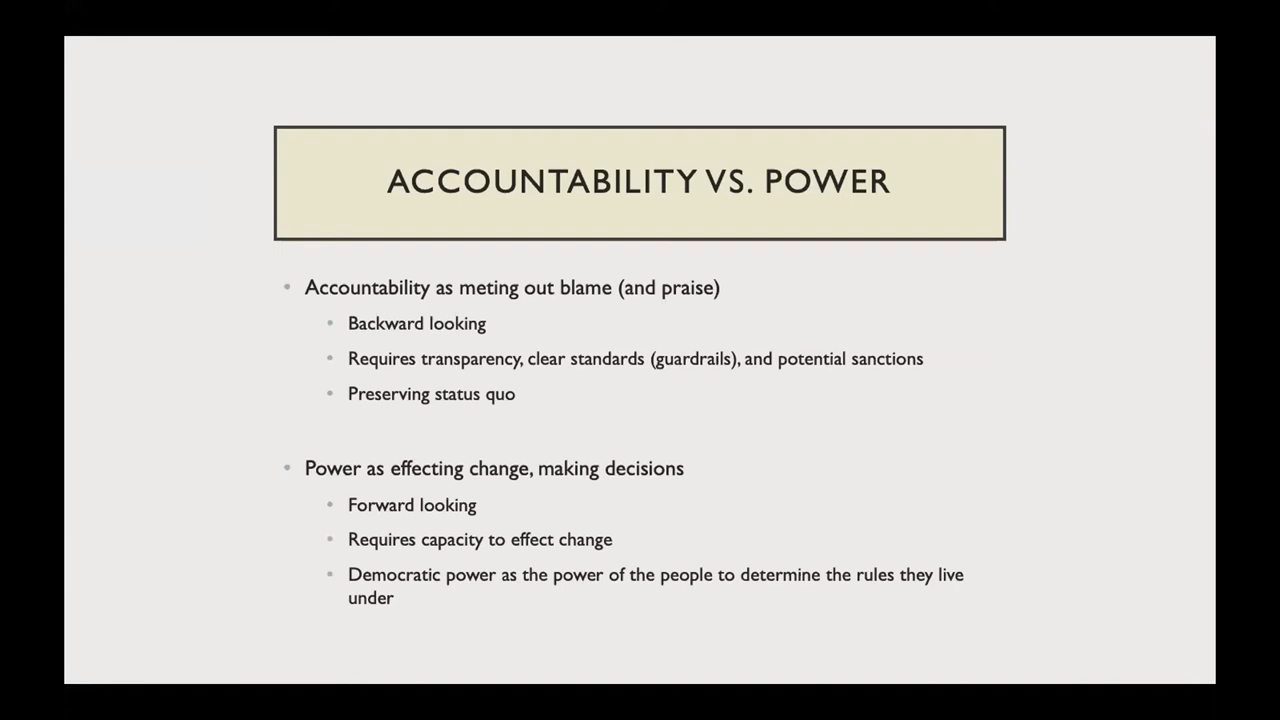 ACCOUNTABILITY VS. POWER
• Accountability as meting out blame (and praise)
• Backward looking
• Requires transparency, clear standards (guardrails), and potential sanctions
• Preserving status quo
• Power as effecting change, making decisions
• Forward looking
• Requires capacity to effect change
• Democratic power as the power of the people to determine the rules they live
under